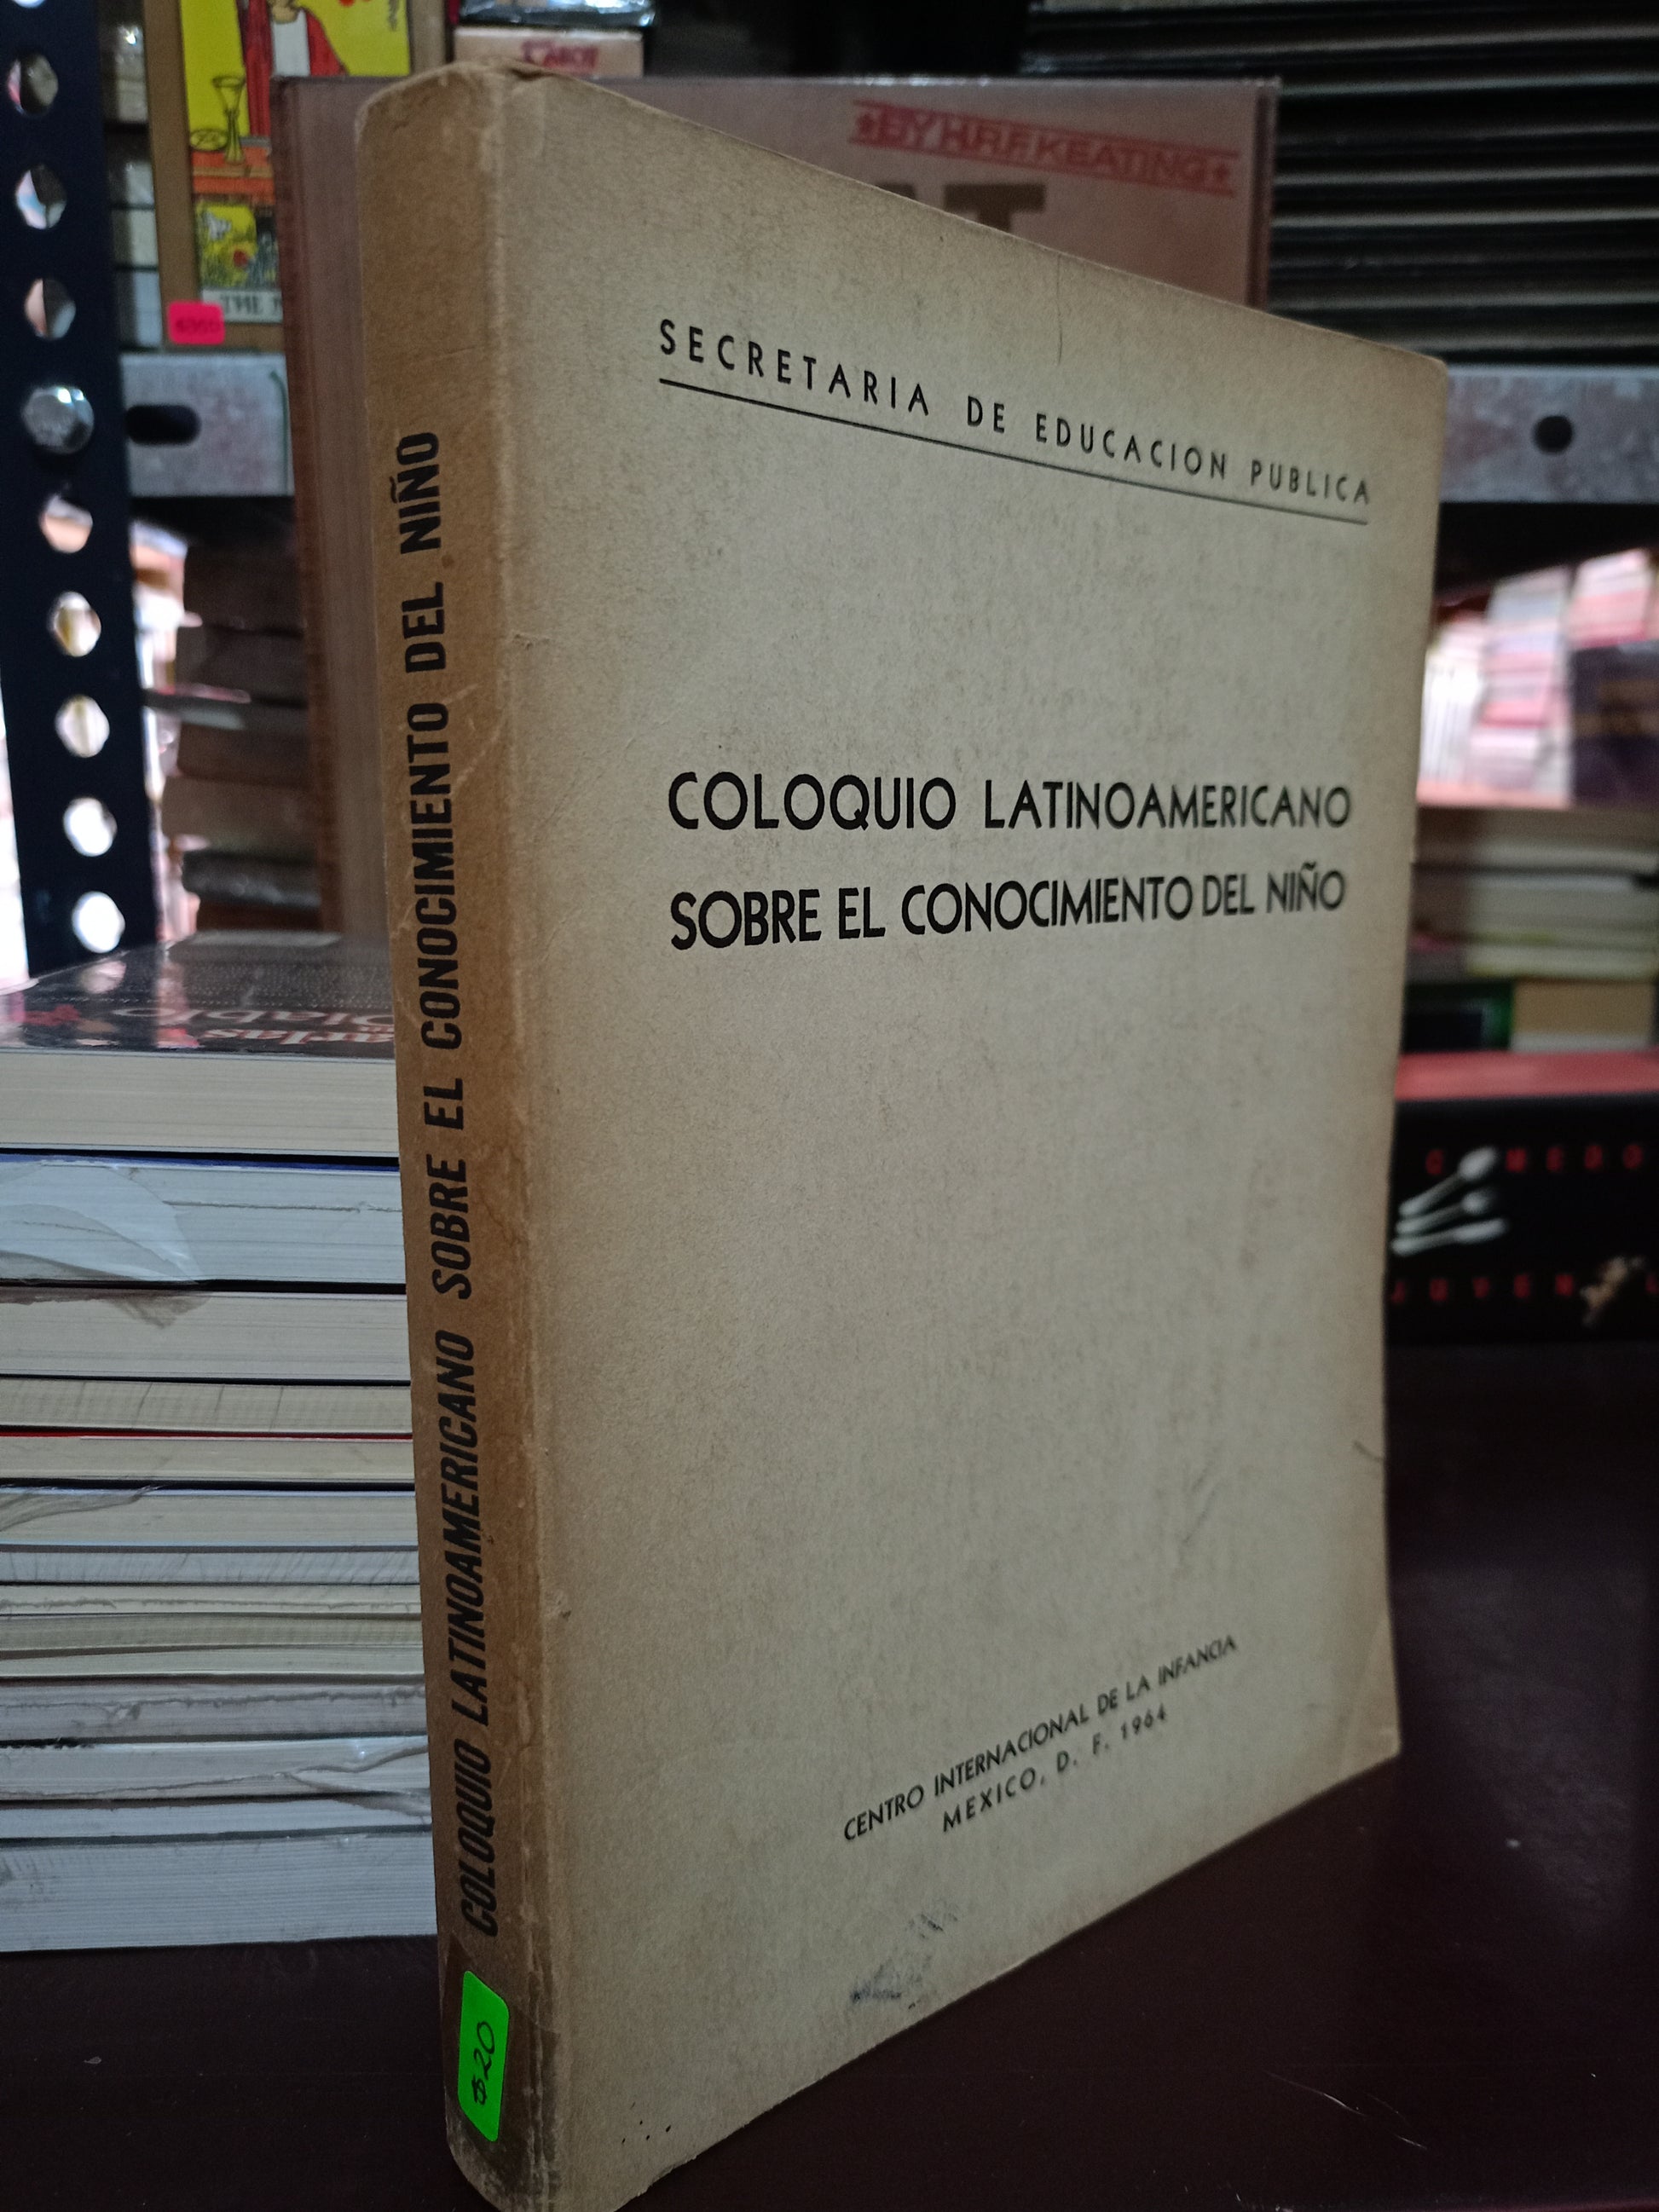 SECRETARIA DE EDUCACION PUBLICA
COLOQUIO LATINOAMERICANO
SOBRE EL CONOCIMIENTO DEL NIÑO
CENTRO INTERNACIONAL DE LA INFANCIA
MEXICO, D. F. 1964
COLOQUIO LATINOAMERICANO SOBRE EL CONOCIMIENTO DEL NIÑO
$20
BY H.R.F. KEATING
THE